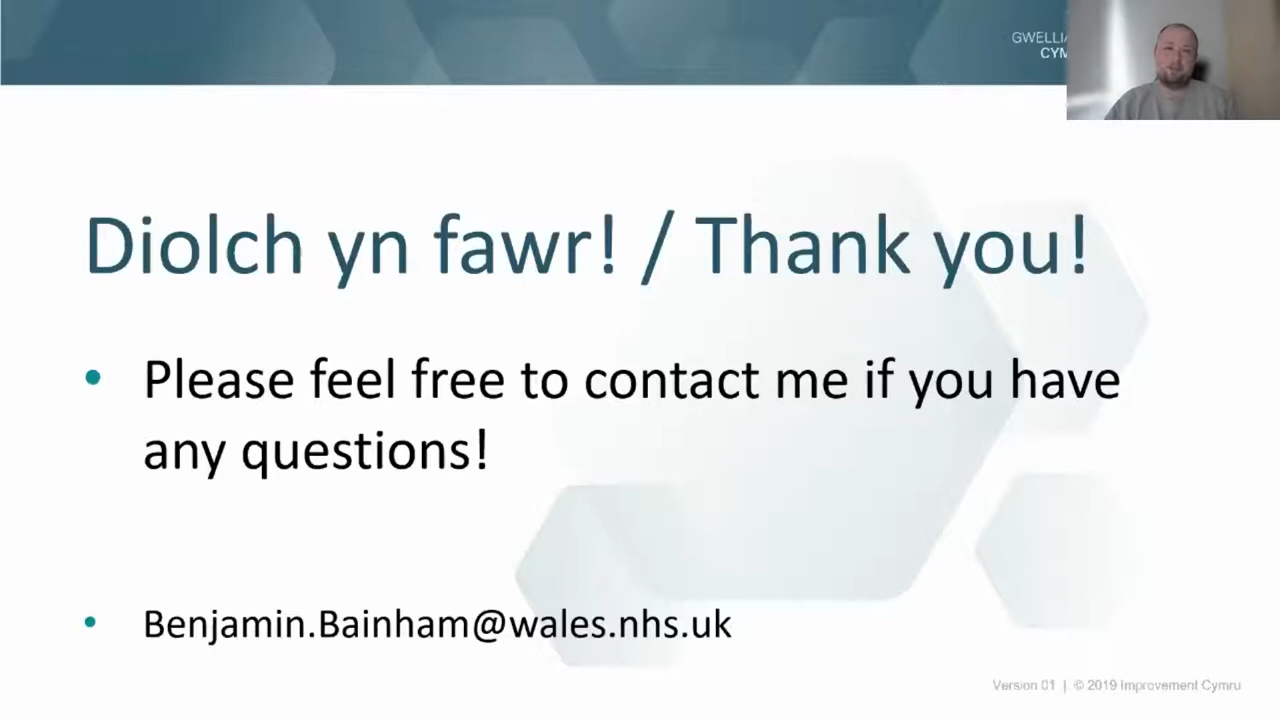 Diolch yn fawr! / Thank you!
• Please feel free to contact me if you have
any questions!
• Benjamin.Bainham@wales.nhs.uk
Version 01 | © 2019 Improvement Cymru